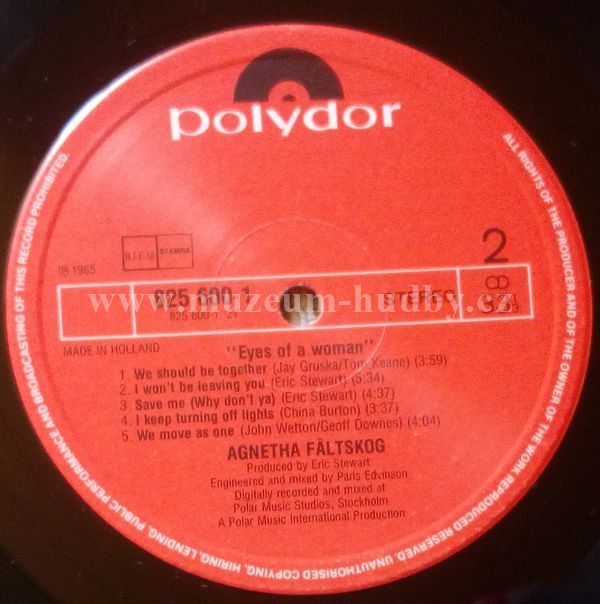 polydor
B.I.E.M. STEMRA
℗ 1985
2
825 600-1
STEREO
33
825 600-1. 2Y
www.muzeum-hudby.cz
MADE IN HOLLAND
"Eyes of a woman"
1. We should be together (Jay Gruska/Tom Keane) (3:59)
2. I won't be leaving you (Eric Stewart) (5:34)
3. Save me (Why don't ya) (Eric Stewart) (4:37)
4. I keep turning off lights (China Burton) (3:37)
5. We move as one (John Wetton/Geoff Downes) (4:04)
AGNETHA FÄLTSKOG
Produced by Eric Stewart
Engineered and mixed by Paris Edvinson
Digitally recorded and mixed at
Polar Music Studios, Stockholm
A Polar Music International Production
ALL RIGHTS OF THE PRODUCER AND OF THE OWNER OF THE WORK REPRODUCED RESERVED. UNAUTHORISED COPYING, HIRING, LENDING, PUBLIC PERFORMANCE AND BROADCASTING OF THIS RECORD PROHIBITED.